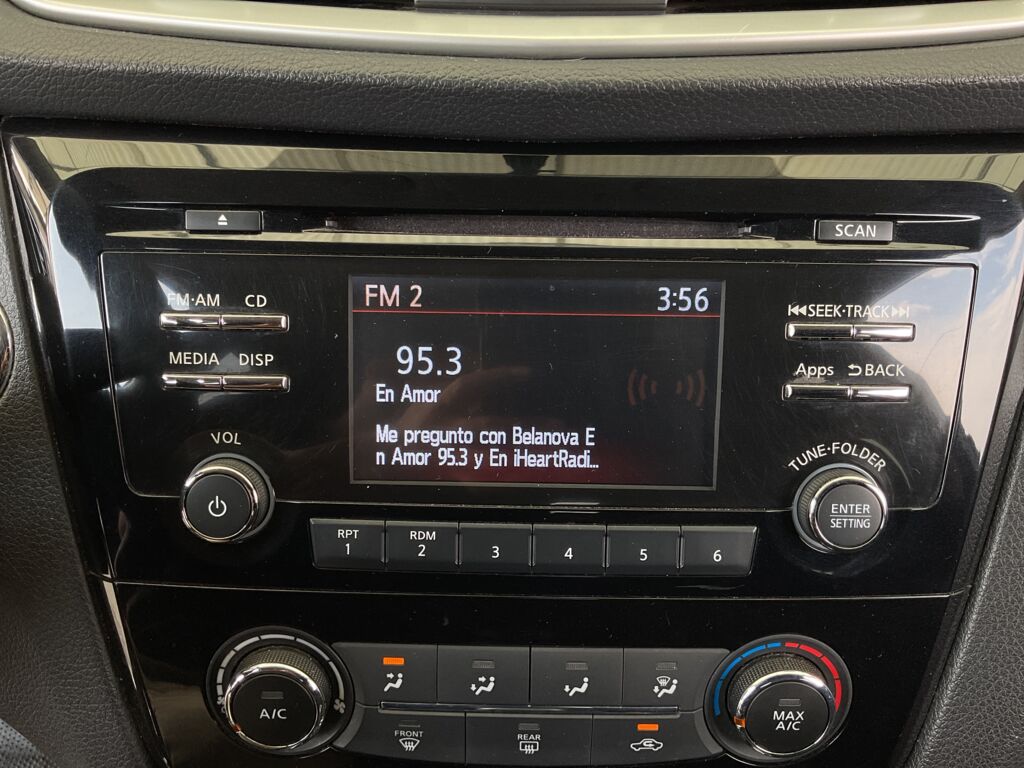 SCAN
FM·AM CD
FM 2 3:56
SEEK·TRACK
MEDIA DISP
95.3
Apps BACK
En Amor
Me pregunto con Belanova E
n Amor 95.3 y En iHeartRadi...
VOL
TUNE·FOLDER
ENTER
SETTING
RPT
1
RDM
2
3
4
5
6
A/C
MAX
A/C
FRONT
REAR